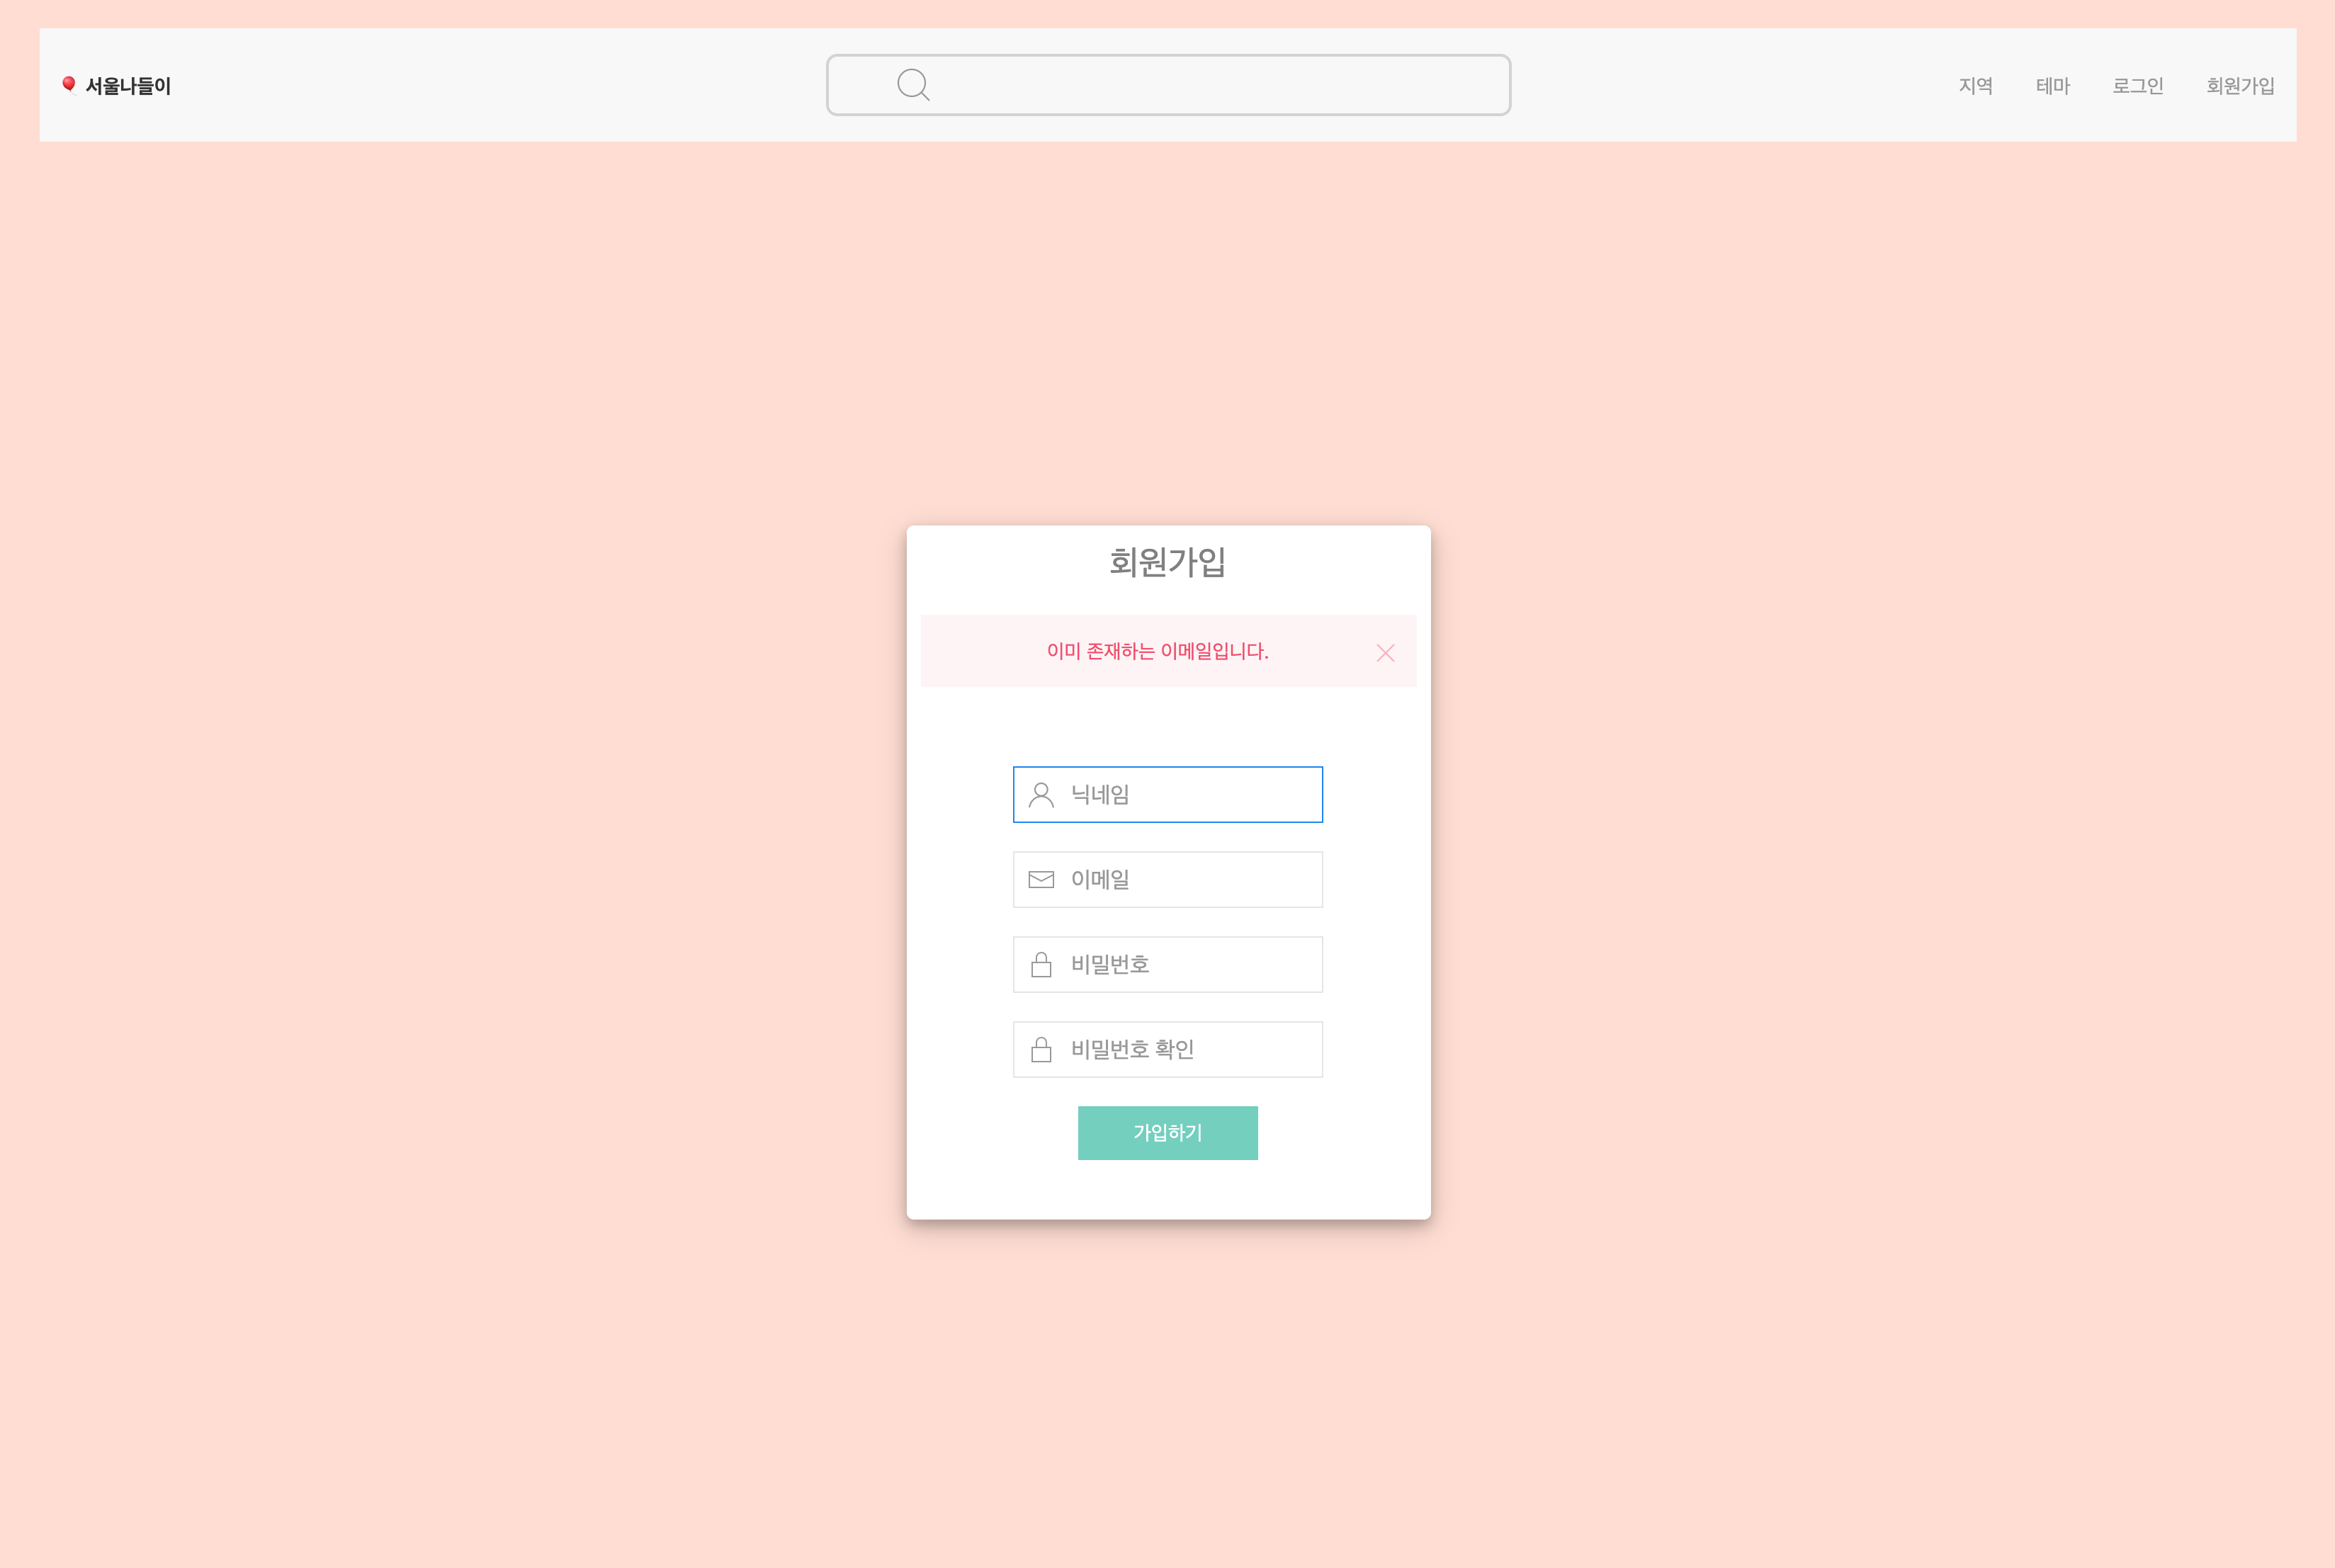 서울나들이
지역 테마 로그인 회원가입
회원가입
이미 존재하는 이메일입니다.
닉네임
이메일
비밀번호
비밀번호 확인
가입하기